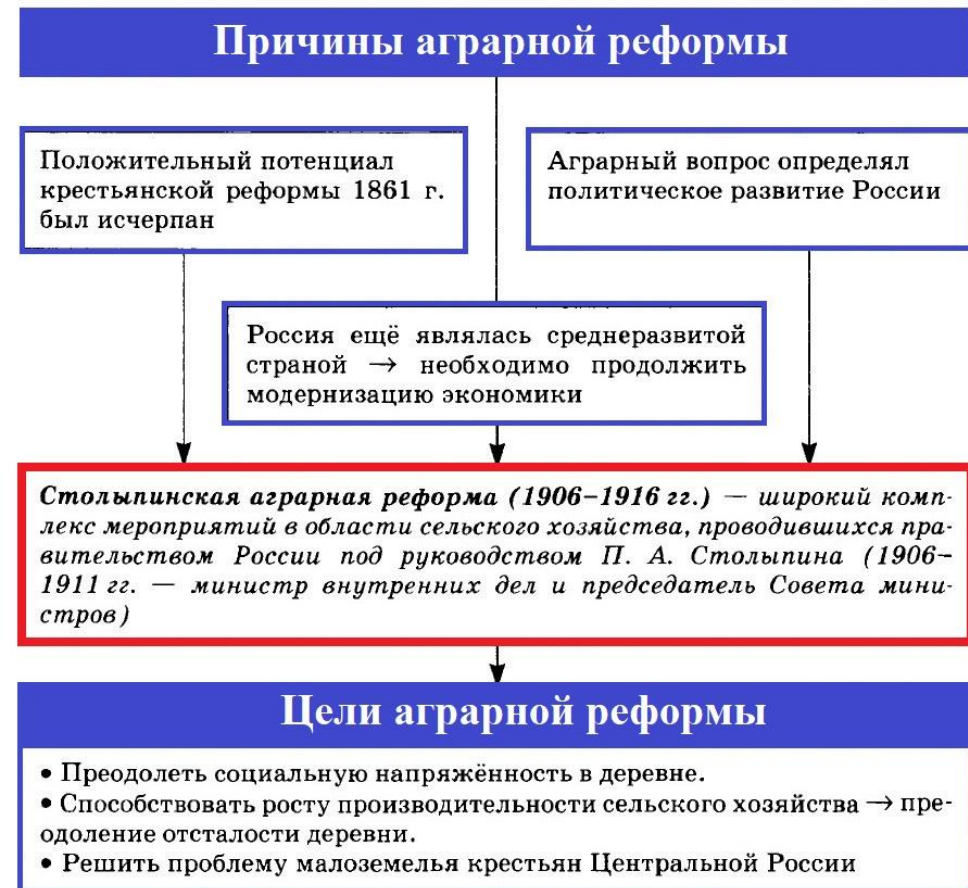 Причины аграрной реформы
Положительный потенциал
крестьянской реформы 1861 г.
был исчерпан
Аграрный вопрос определял
политическое развитие России
Россия ещё являлась среднеразвитой
страной → необходимо продолжить
модернизацию экономики
Столыпинская аграрная реформа (1906–1916 гг.) — широкий комп-
лекс мероприятий в области сельского хозяйства, проводившихся пра-
вительством России под руководством П. А. Столыпина (1906–
1911 гг. — министр внутренних дел и председатель Совета мини-
стров)
Цели аграрной реформы
• Преодолеть социальную напряжённость в деревне.
• Способствовать росту производительности сельского хозяйства → пре-
одоление отсталости деревни.
• Решить проблему малоземелья крестьян Центральной России